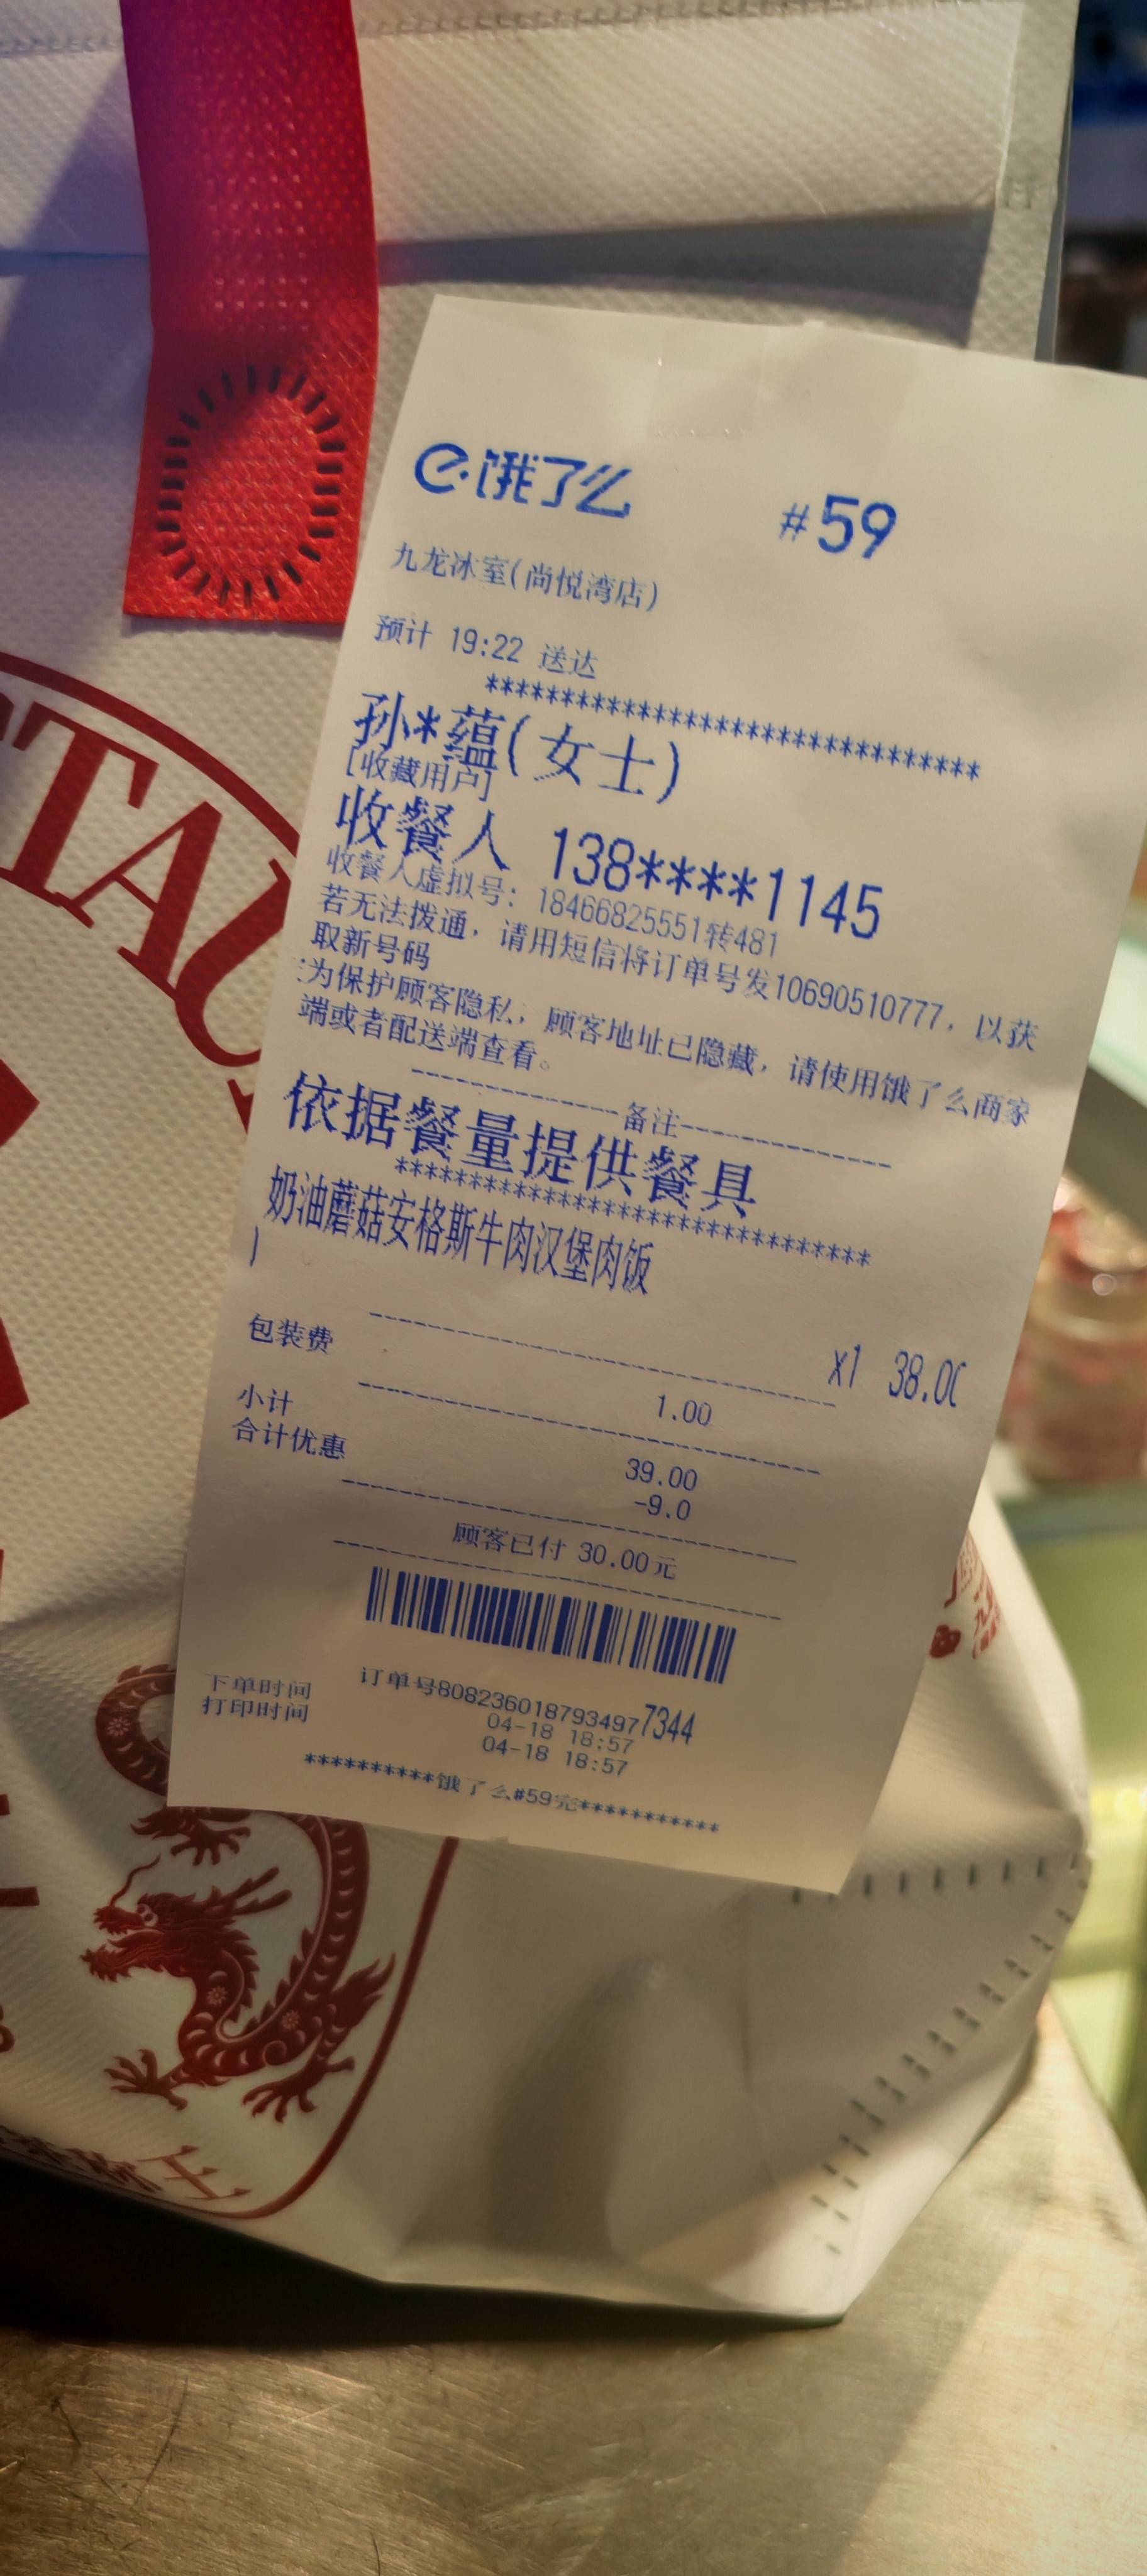 饿了么 #59
九龙冰室(尚悦湾店)
预计 19:22 送达
********************************
孙*蕴(女士)
[收藏用户]
收餐人 138****1145
收餐人虚拟号: 18466825551转481
若无法拨通，请用短信将订单号发10690510777，以获
取新号码
:为保护顾客隐私，顾客地址已隐藏，请使用饿了么商家
端或者配送端查看。
--------------备注--------------
依据餐量提供餐具
********************************
奶油蘑菇安格斯牛肉汉堡肉饭
)
x1 38.00
包装费 1.00
小计 39.00
合计优惠 -9.0
顾客已付 30.00元
订单号8082360187934977344
下单时间 04-18 18:57
打印时间 04-18 18:57
**********饿了么#59完***********
TAU